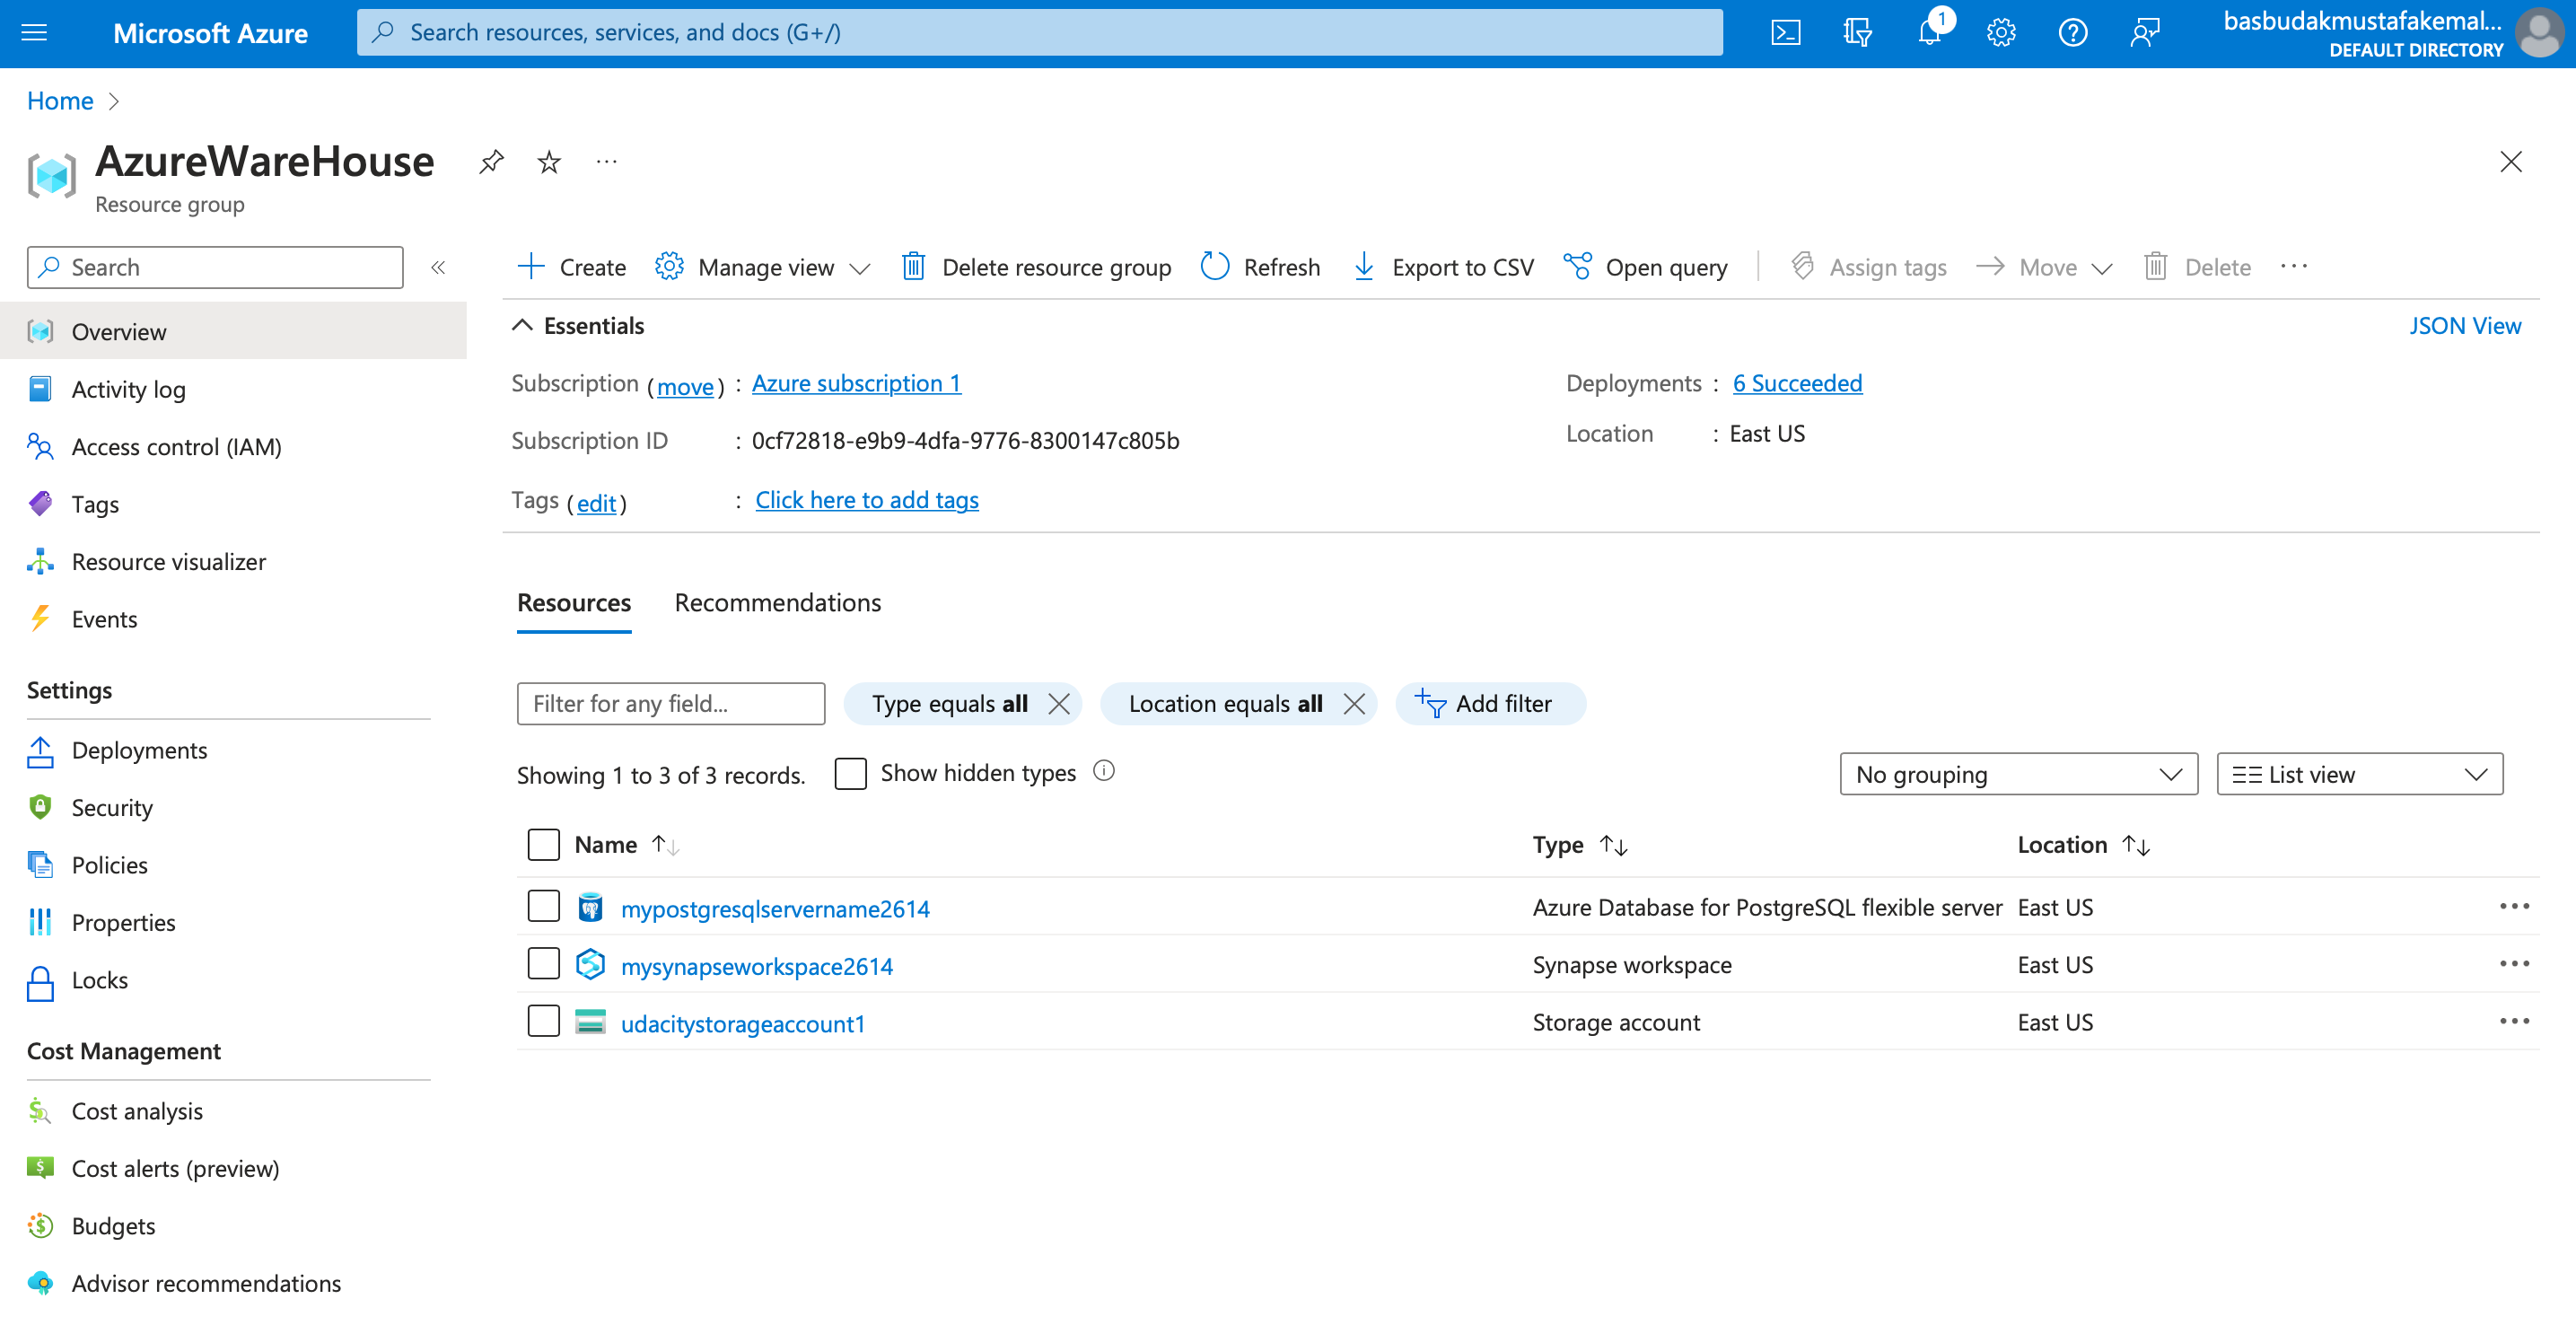 Microsoft Azure
Search resources, services, and docs (G+/)
1
basbudakmustafakemal...
DEFAULT DIRECTORY
Home
AzureWareHouse
Resource group
Search
Create
Manage view
Delete resource group
Refresh
Export to CSV
Open query
Assign tags
Move
Delete
Overview
Activity log
Access control (IAM)
Tags
Resource visualizer
Events
Settings
Deployments
Security
Policies
Properties
Locks
Cost Management
Cost analysis
Cost alerts (preview)
Budgets
Advisor recommendations
Essentials
JSON View
Subscription (move) : Azure subscription 1
Subscription ID : 0cf72818-e9b9-4dfa-9776-8300147c805b
Tags (edit) : Click here to add tags
Deployments : 6 Succeeded
Location : East US
Resources
Recommendations
Filter for any field...
Type equals all
Location equals all
Add filter
Showing 1 to 3 of 3 records.
Show hidden types
No grouping
List view
Name Type Location
mypostgresqlservername2614 Azure Database for PostgreSQL flexible server East US
mysynapseworkspace2614 Synapse workspace East US
udacitystorageaccount1 Storage account East US